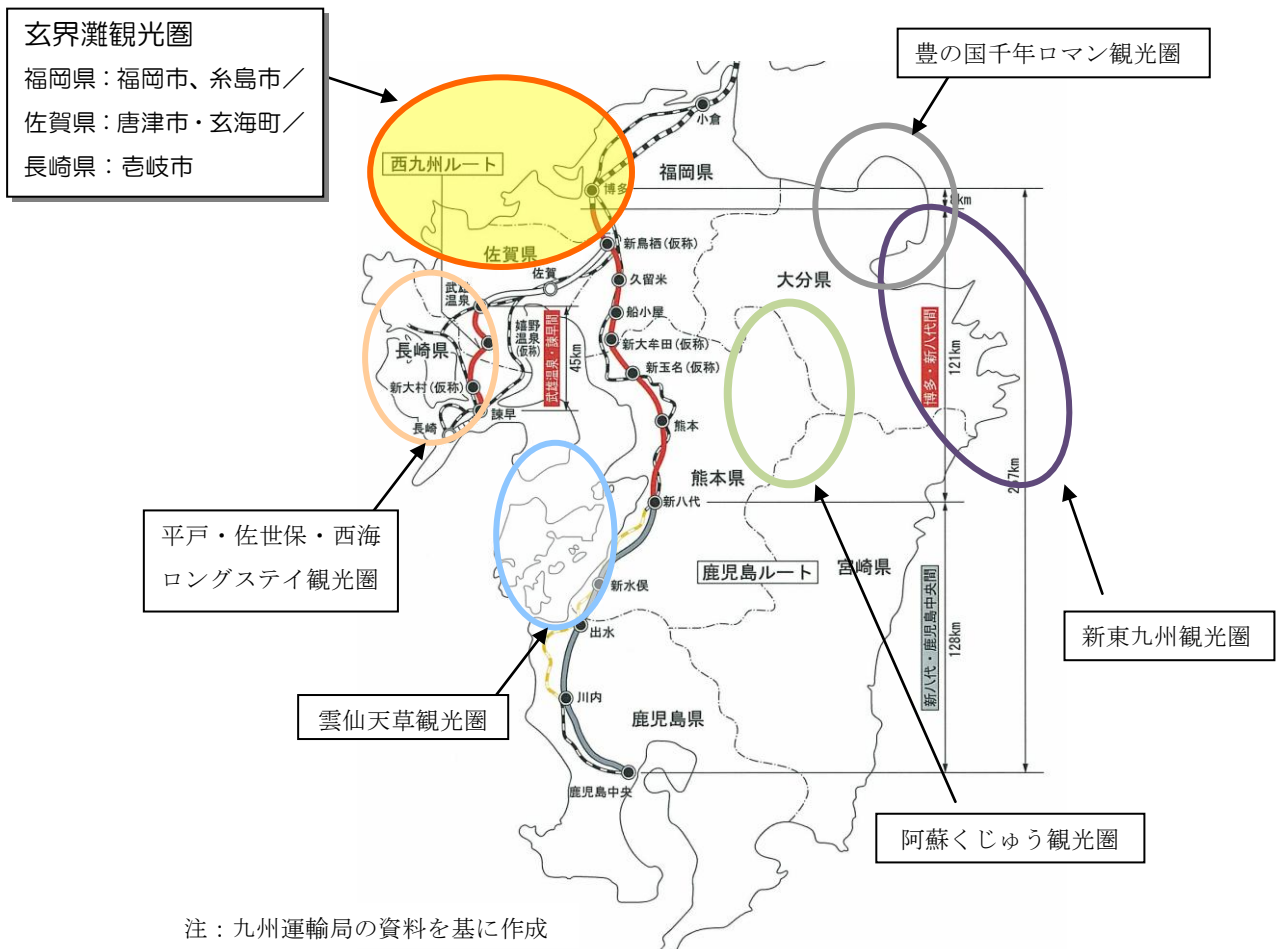 玄界灘観光圏
福岡県：福岡市、糸島市／
佐賀県：唐津市・玄海町／
長崎県：壱岐市
豊の国千年ロマン観光圏
小倉
西九州ルート
福岡県
博多
8km
佐賀県
新鳥栖(仮称)
佐賀
久留米
大分県
武雄
温泉
船小屋
嬉野
温泉
(仮称)
武雄温泉・諫早間
45km
新大牟田(仮称)
長崎県
新玉名(仮称)
博多・新八代間
121km
新大村(仮称)
諫早
熊本
長崎
熊本県
257km
新八代
平戸・佐世保・西海
ロングステイ観光圏
鹿児島ルート
宮崎県
新水俣
出水
新八代・鹿児島中央間
128km
新東九州観光圏
川内
雲仙天草観光圏
鹿児島県
鹿児島中央
阿蘇くじゅう観光圏
注：九州運輸局の資料を基に作成